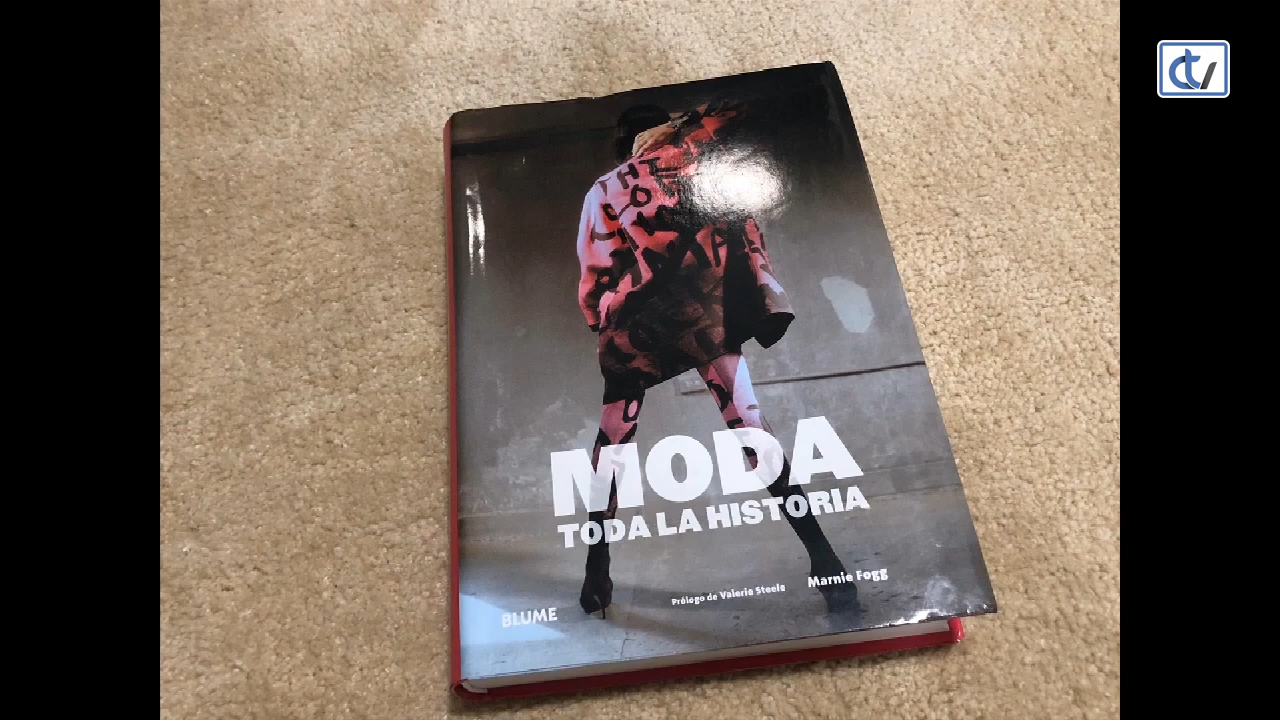 MODA
TODA LA HISTORIA
Prólogo de Valerie Steele
Marnie Fogg
BLUME